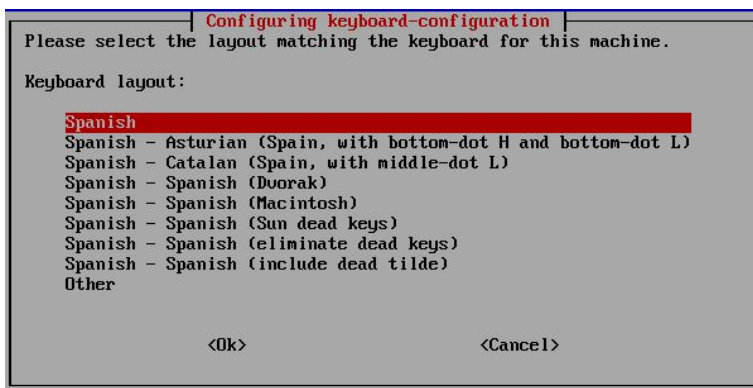 Configuring keyboard-configuration
Please select the layout matching the keyboard for this machine.
Keyboard layout:
Spanish
Spanish - Asturian (Spain, with bottom-dot H and bottom-dot L)
Spanish - Catalan (Spain, with middle-dot L)
Spanish - Spanish (Dvorak)
Spanish - Spanish (Macintosh)
Spanish - Spanish (Sun dead keys)
Spanish - Spanish (eliminate dead keys)
Spanish - Spanish (include dead tilde)
Other
<Ok> <Cancel>